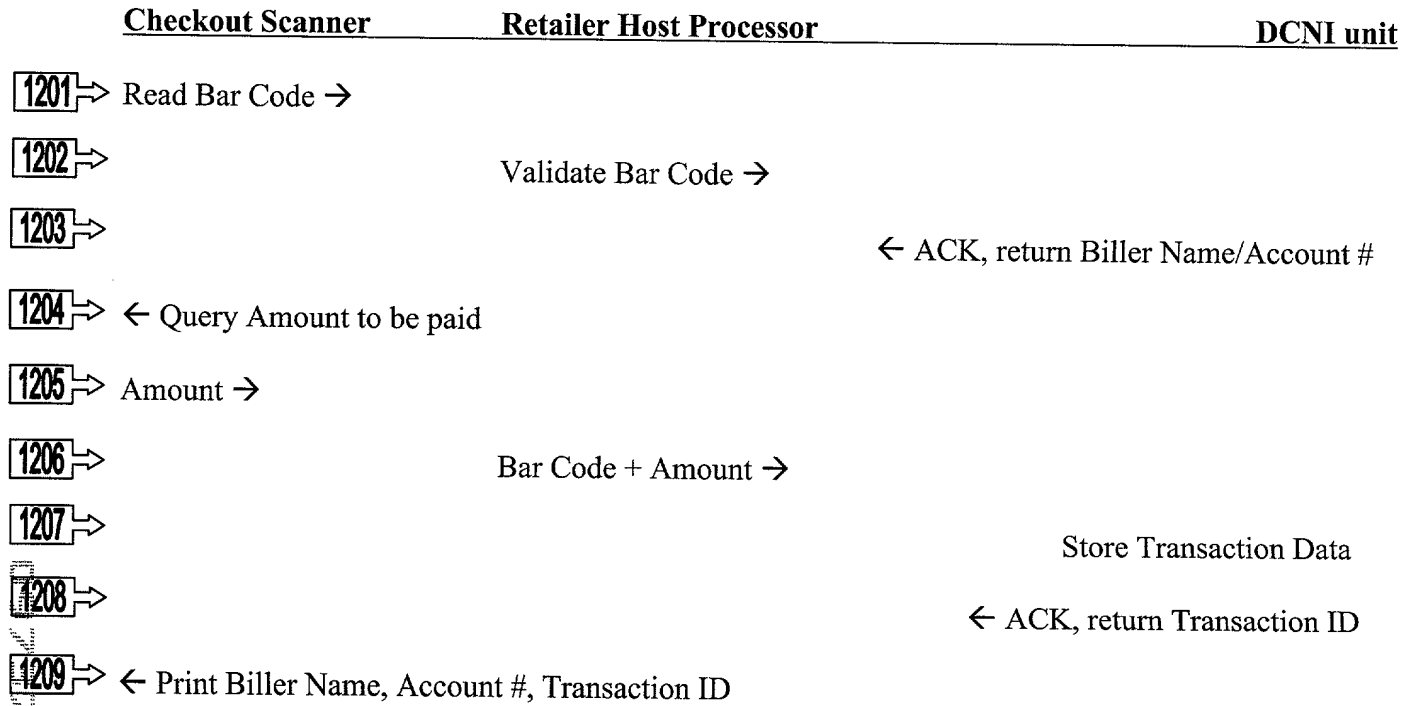 Checkout Scanner Retailer Host Processor DCNI unit
1201 Read Bar Code →
1202 Validate Bar Code →
1203 ← ACK, return Biller Name/Account #
1204 ← Query Amount to be paid
1205 Amount →
1206 Bar Code + Amount →
1207 Store Transaction Data
1208 ← ACK, return Transaction ID
1209 ← Print Biller Name, Account #, Transaction ID